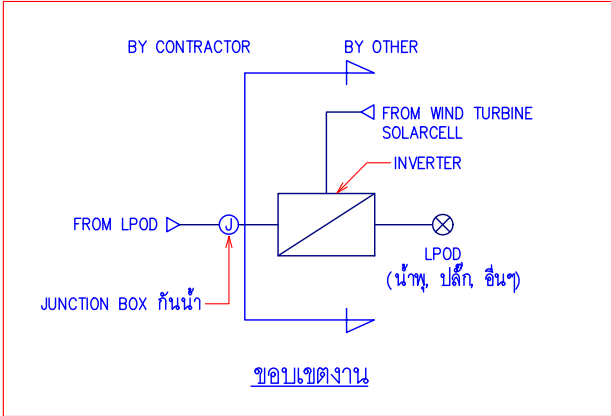 BY CONTRACTOR
BY OTHER
FROM WIND TURBINE
SOLARCELL
INVERTER
FROM LPOD
J
LPOD
(น้ำพุ, ปลั๊ก, อื่นๆ)
JUNCTION BOX กันน้ำ
ขอบเขตงาน